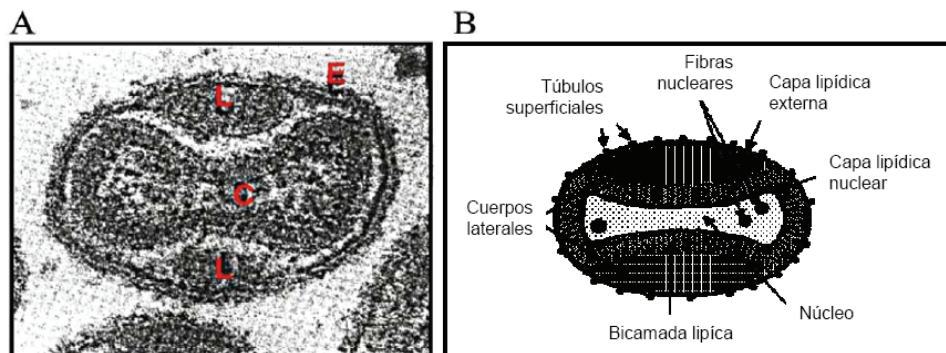 A
E
L
C
L
B
Fibras
nucleares
Túbulos
superficiales
Capa lipídica
externa
Capa lipídica
nuclear
Cuerpos
laterales
Núcleo
Bicamada lipíca